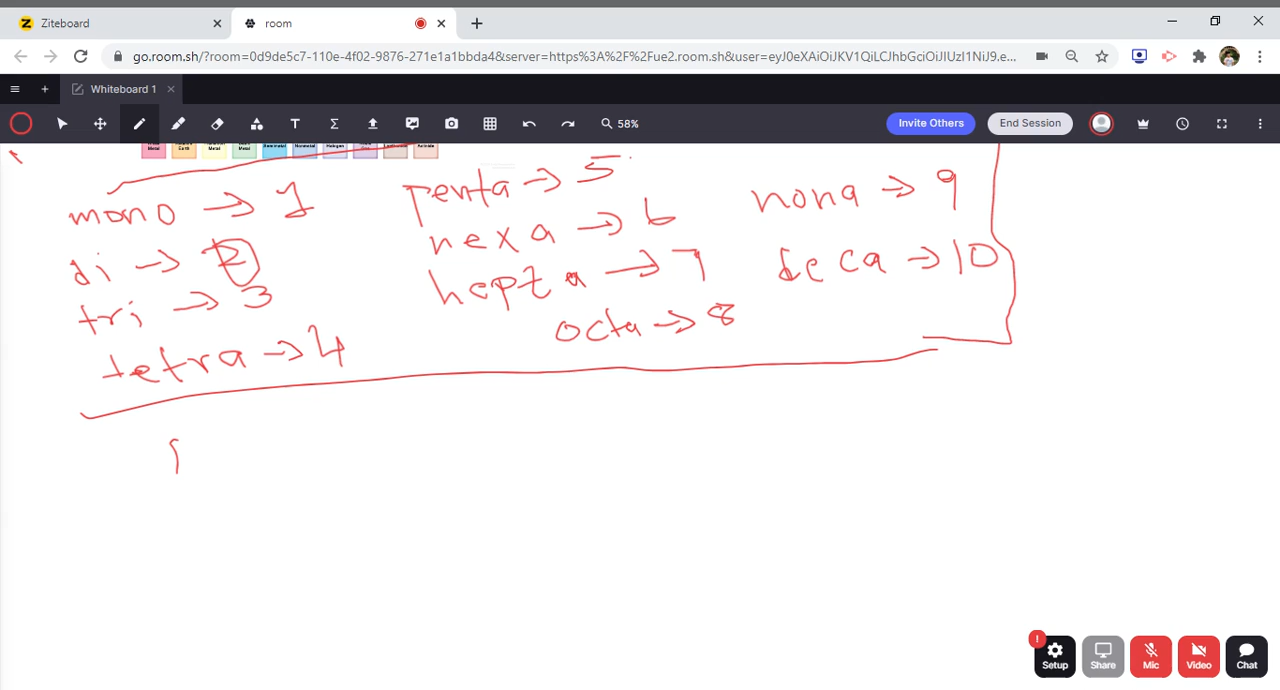 Ziteboard
room
go.room.sh/?room=0d9de5c7-110e-4f02-9876-271e1a1bbda4&server=https%3A%2F%2Fue2.room.sh&user=eyJ0eXAiOiJKV1QiLCJhbGciOiJIUzI1NiJ9.e...
Whiteboard 1
58%
Invite Others
End Session
mono → 1
di → 2
tri → 3
tetra → 4
penta → 5
hexa → 6
hepta → 7
octa → 8
nona → 9
deca → 10
Setup
Share
Mic
Video
Chat